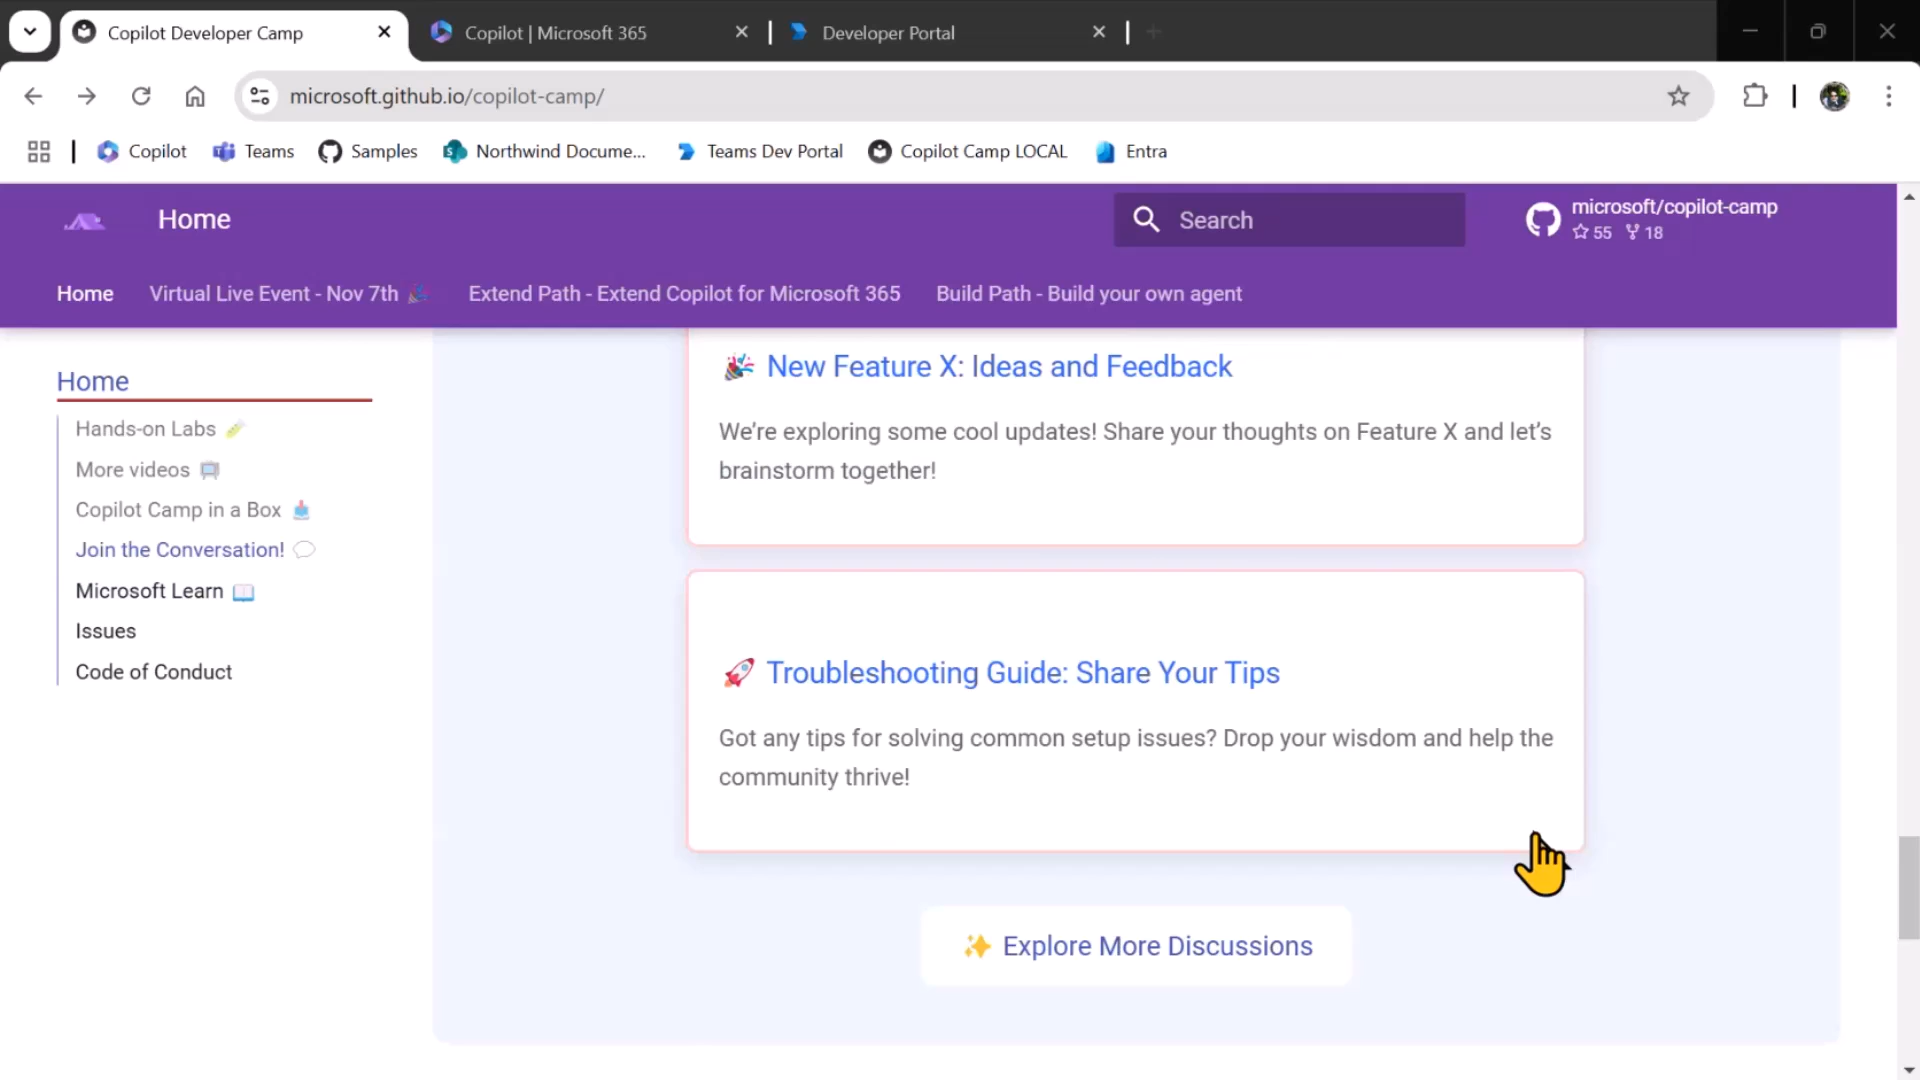 Copilot Developer Camp
Copilot | Microsoft 365
Developer Portal
microsoft.github.io/copilot-camp/
Copilot
Teams
Samples
Northwind Docume...
Teams Dev Portal
Copilot Camp LOCAL
Entra
Home
Search
microsoft/copilot-camp
55 18
Home
Virtual Live Event - Nov 7th 🎉
Extend Path - Extend Copilot for Microsoft 365
Build Path - Build your own agent
Home
Hands-on Labs 🧪
More videos 📺
Copilot Camp in a Box 📥
Join the Conversation! 💬
Microsoft Learn 📖
Issues
Code of Conduct
🎉 New Feature X: Ideas and Feedback
We're exploring some cool updates! Share your thoughts on Feature X and let's
brainstorm together!
🚀 Troubleshooting Guide: Share Your Tips
Got any tips for solving common setup issues? Drop your wisdom and help the
community thrive!
✨ Explore More Discussions